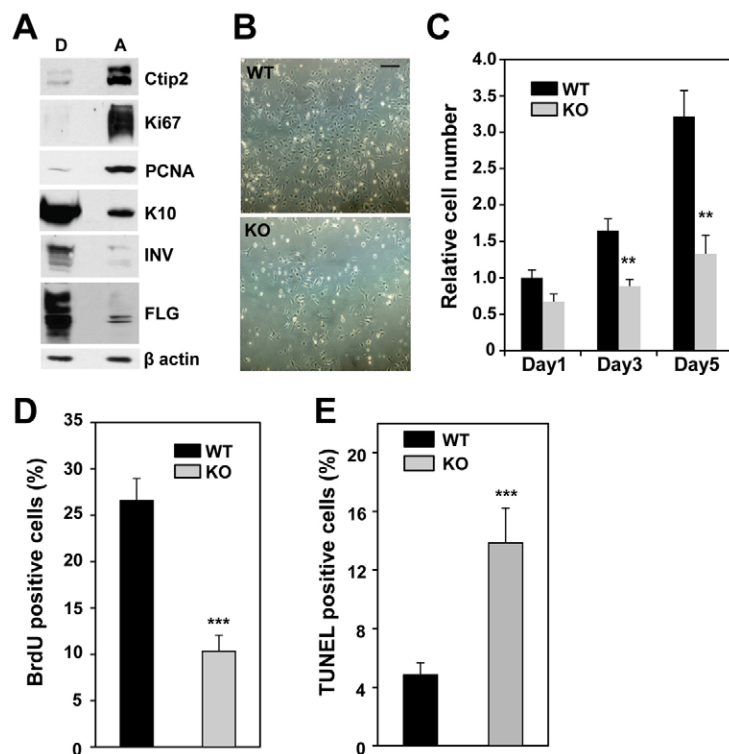 A
D A
Ctip2
Ki67
PCNA
K10
INV
FLG
β actin
B
WT
KO
C
Relative cell number
4.0
3.5
3.0
2.5
2.0
1.5
1.0
0.5
0
WT
KO
**
**
Day1 Day3 Day5
D
BrdU positive cells (%)
35
30
25
20
15
10
5
0
WT
KO
***
E
TUNEL positive cells (%)
20
16
12
8
4
0
WT
KO
***